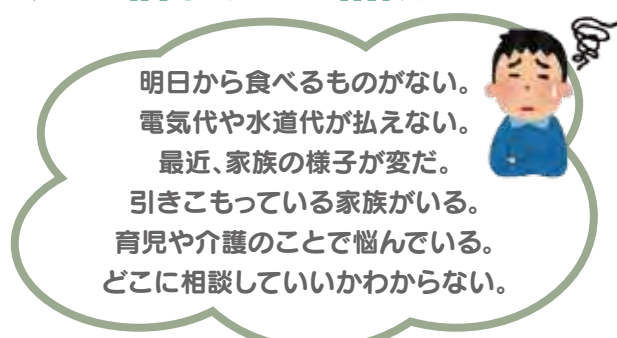 明日から食べるものがない。
電気代や水道代が払えない。
最近、家族の様子が変だ。
引きこもっている家族がいる。
育児や介護のことで悩んでいる。
どこに相談していいかわからない。